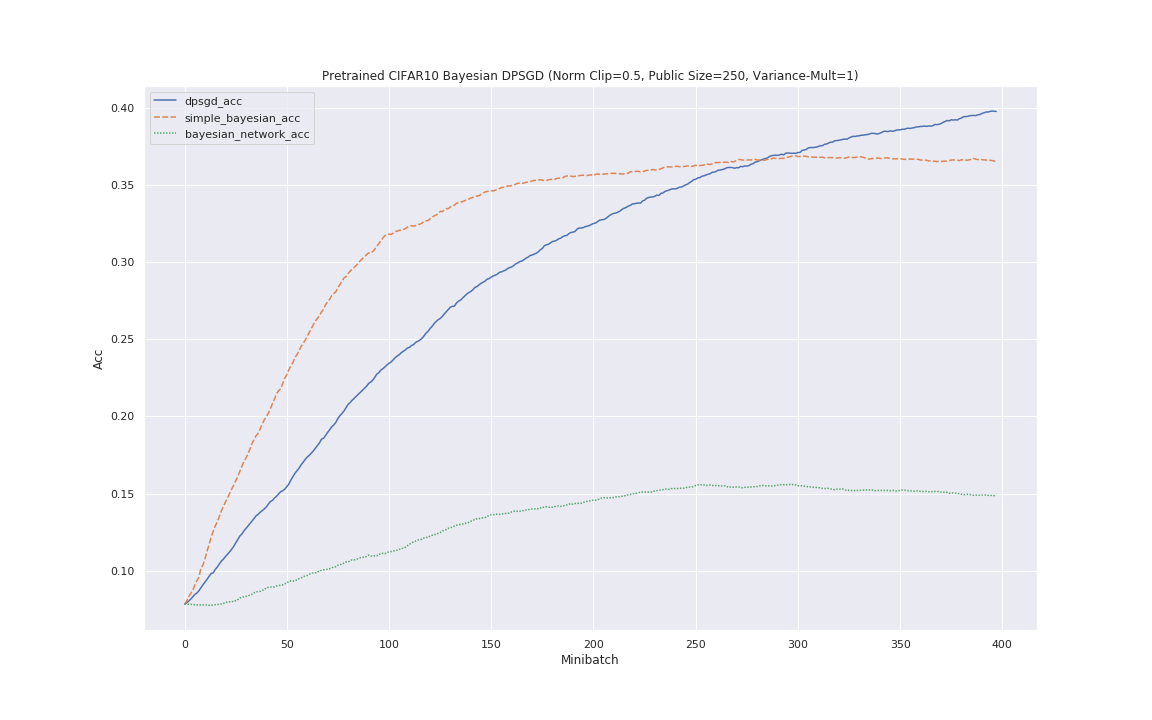 Pretrained CIFAR10 Bayesian DPSGD (Norm Clip=0.5, Public Size=250, Variance-Mult=1)
dpsgd_acc
simple_bayesian_acc
bayesian_network_acc
0.40
0.35
0.30
0.25
0.20
0.15
0.10
Acc
0 50 100 150 200 250 300 350 400
Minibatch